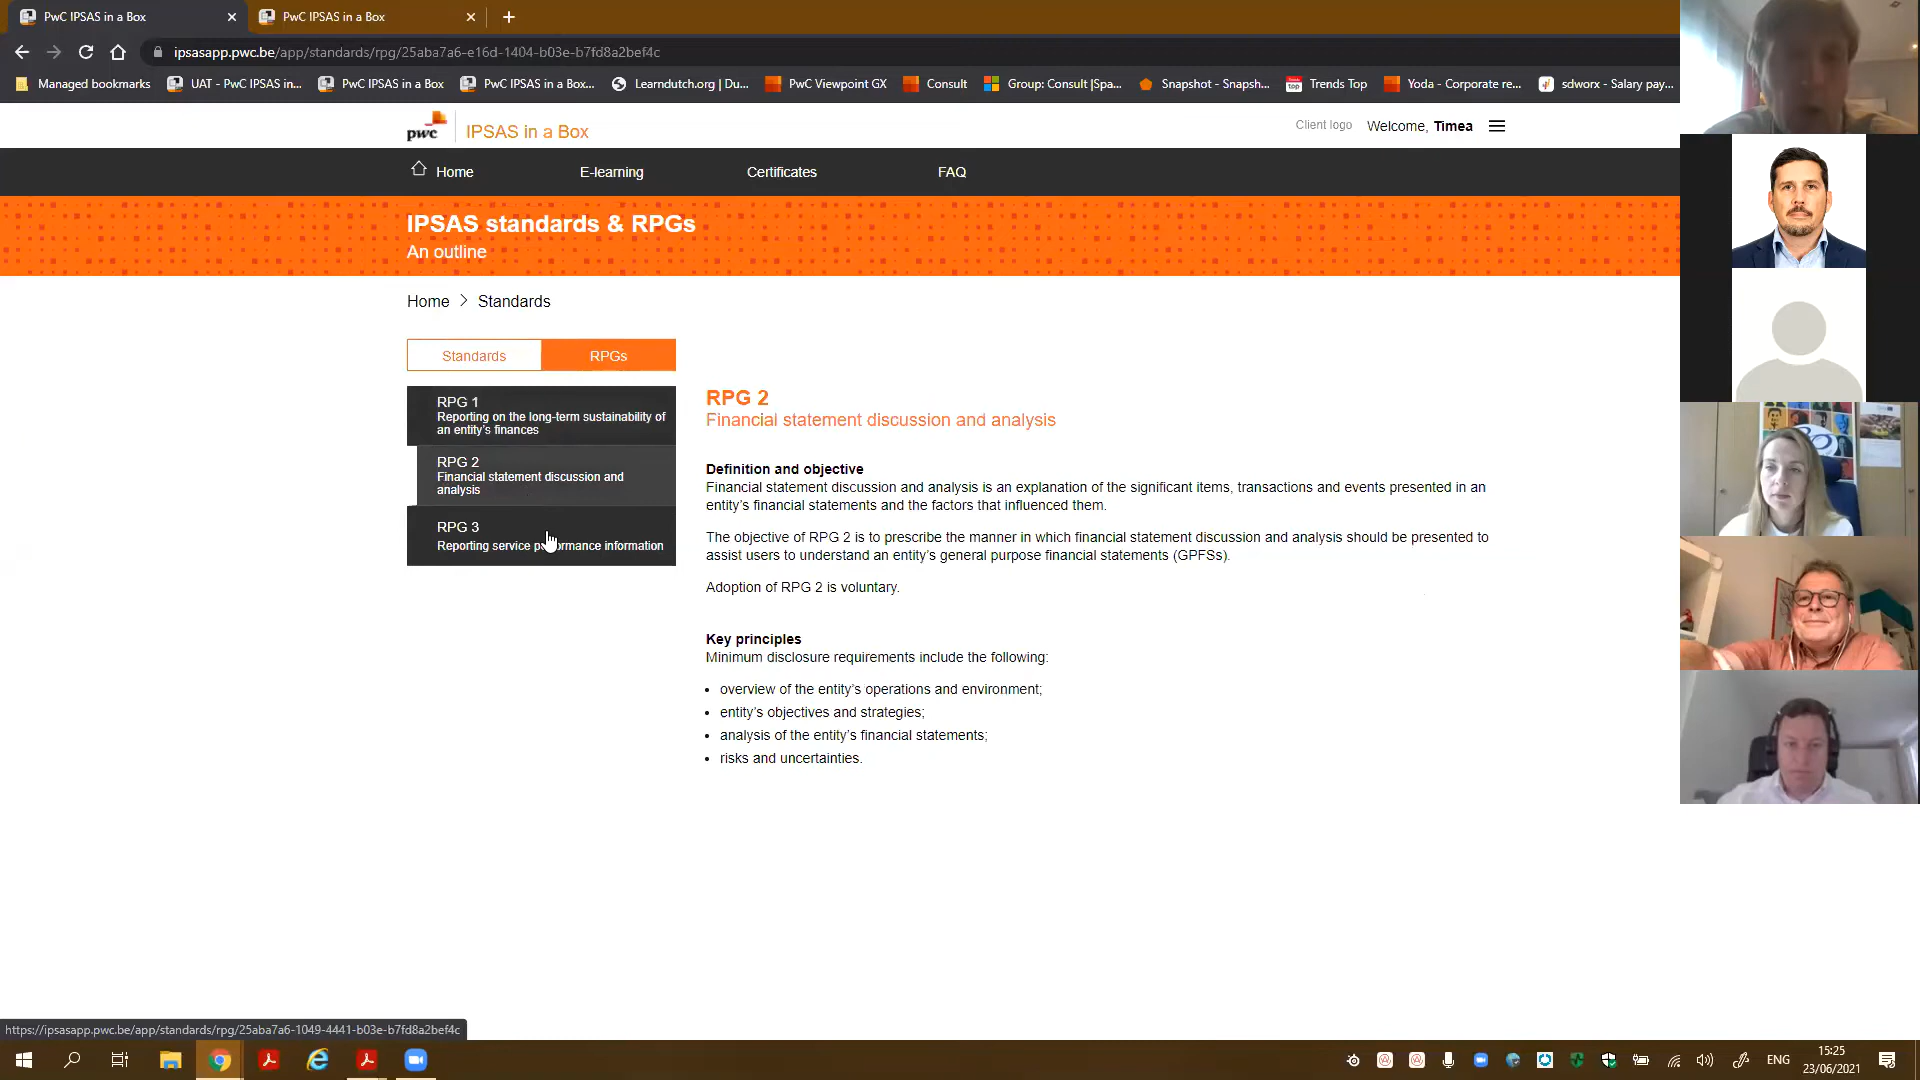 PwC IPSAS in a Box
PwC IPSAS in a Box
ipsasapp.pwc.be/app/standards/rpg/25aba7a6-e16d-1404-b03e-b7fd8a2bef4c
Managed bookmarks
UAT - PwC IPSAS in...
PwC IPSAS in a Box
PwC IPSAS in a Box...
Learndutch.org | Du...
PwC Viewpoint GX
Consult
Group: Consult |Spa...
Snapshot - Snapsh...
Trends Top
Yoda - Corporate re...
sdworx - Salary pay...
pwc
IPSAS in a Box
Client logo
Welcome, Timea
Home
E-learning
Certificates
FAQ
IPSAS standards & RPGs
An outline
Home > Standards
Standards
RPGs
RPG 1
Reporting on the long-term sustainability of
an entity's finances
RPG 2
Financial statement discussion and
analysis
RPG 3
Reporting service performance information
RPG 2
Financial statement discussion and analysis
Definition and objective
Financial statement discussion and analysis is an explanation of the significant items, transactions and events presented in an
entity's financial statements and the factors that influenced them.
The objective of RPG 2 is to prescribe the manner in which financial statement discussion and analysis should be presented to
assist users to understand an entity's general purpose financial statements (GPFSs).
Adoption of RPG 2 is voluntary.
Key principles
Minimum disclosure requirements include the following:
• overview of the entity's operations and environment;
• entity's objectives and strategies;
• analysis of the entity's financial statements;
• risks and uncertainties.
https://ipsasapp.pwc.be/app/standards/rpg/25aba7a6-1049-4441-b03e-b7fd8a2bef4c
ENG
15:25
23/06/2021